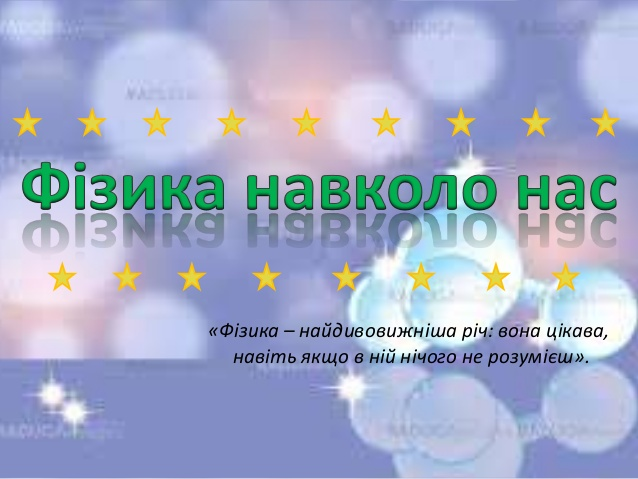 Фізика навколо нас
«Фізика – найдивовижніша річ: вона цікава,
навіть якщо в ній нічого не розумієш».